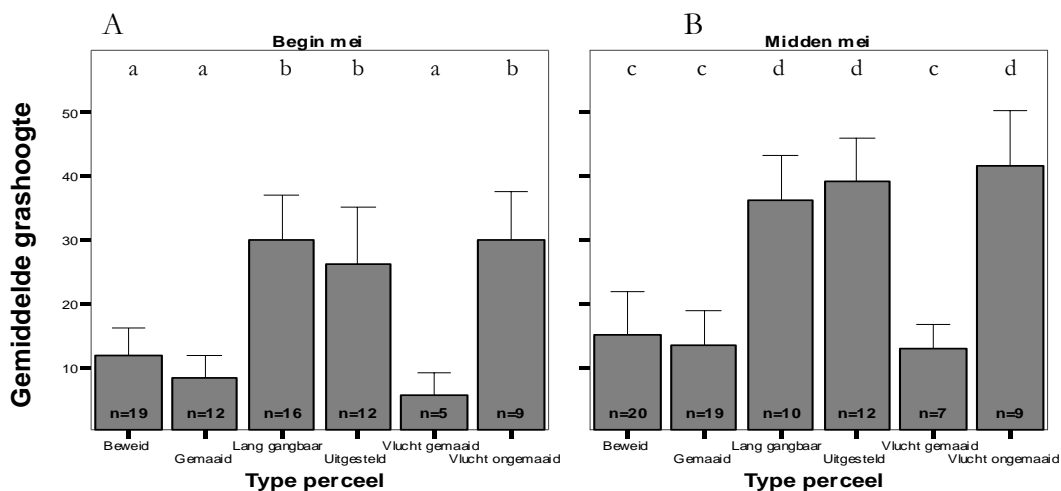 A
Begin mei
a a b b a b
Gemiddelde grashoogte
50
40
30
20
10
n=19 n=12 n=16 n=12 n=5 n=9
Beweid Gemaaid Lang gangbaar Uitgesteld Vlucht gemaaid Vlucht ongemaaid
Type perceel
B
Midden mei
c c d d c d
n=20 n=19 n=10 n=12 n=7 n=9
Beweid Gemaaid Lang gangbaar Uitgesteld Vlucht gemaaid Vlucht ongemaaid
Type perceel